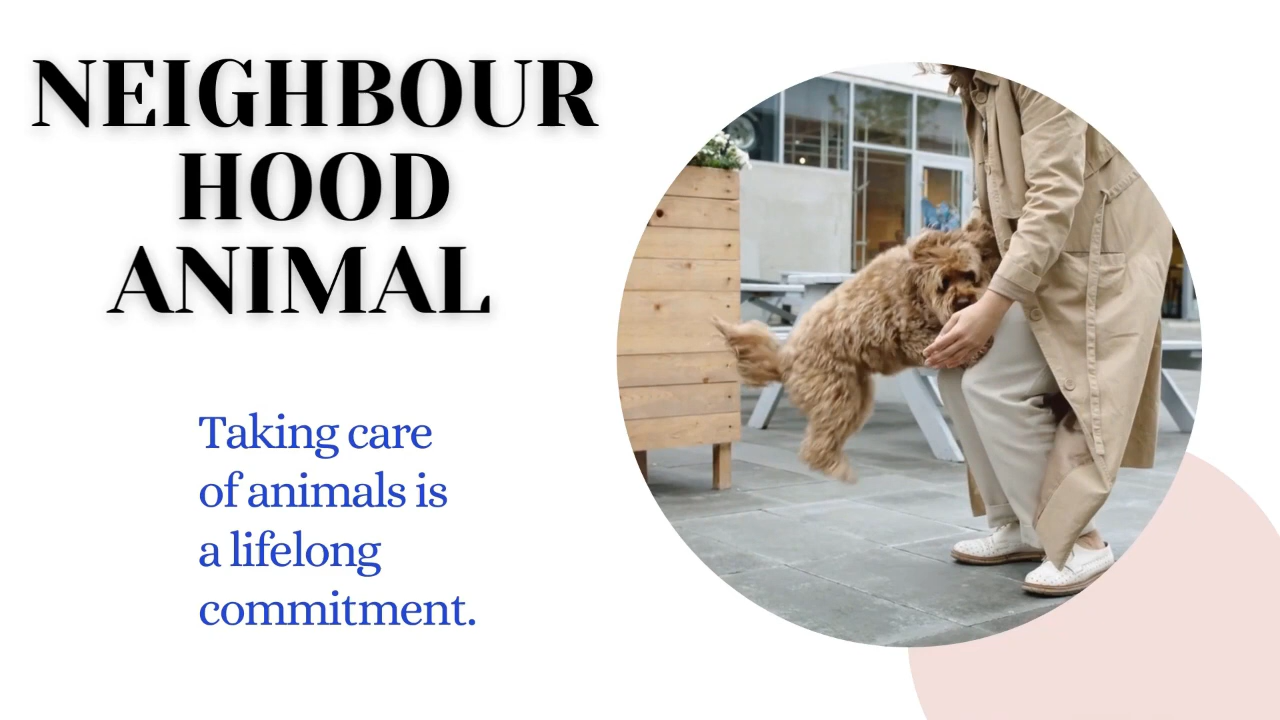 NEIGHBOUR
HOOD
ANIMAL
Taking care
of animals is
a lifelong
commitment.